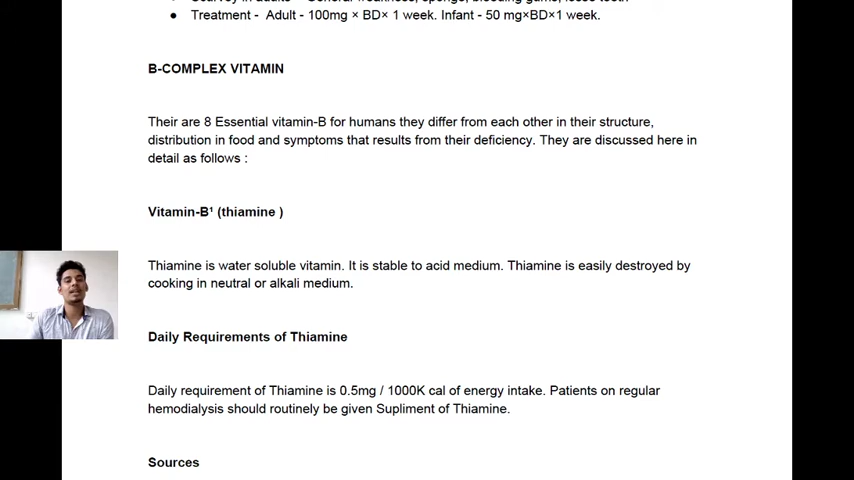 Treatment - Adult - 100mg × BD× 1 week. Infant - 50 mg×BD×1 week.
B-COMPLEX VITAMIN
Their are 8 Essential vitamin-B for humans they differ from each other in their structure,
distribution in food and symptoms that results from their deficiency. They are discussed here in
detail as follows :
Vitamin-B¹ (thiamine )
Thiamine is water soluble vitamin. It is stable to acid medium. Thiamine is easily destroyed by
cooking in neutral or alkali medium.
Daily Requirements of Thiamine
Daily requirement of Thiamine is 0.5mg / 1000K cal of energy intake. Patients on regular
hemodialysis should routinely be given Supliment of Thiamine.
Sources